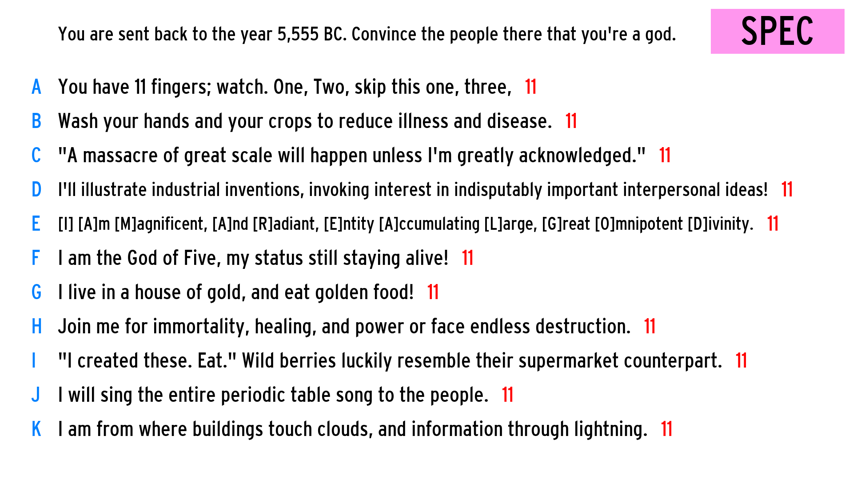 You are sent back to the year 5,555 BC. Convince the people there that you're a god.
SPEC
A You have 11 fingers; watch. One, Two, skip this one, three, 11
B Wash your hands and your crops to reduce illness and disease. 11
C "A massacre of great scale will happen unless I'm greatly acknowledged." 11
D I'll illustrate industrial inventions, invoking interest in indisputably important interpersonal ideas! 11
E [I] [A]m [M]agnificent, [A]nd [R]adiant, [E]ntity [A]ccumulating [L]arge, [G]reat [O]mnipotent [D]ivinity. 11
F I am the God of Five, my status still staying alive! 11
G I live in a house of gold, and eat golden food! 11
H Join me for immortality, healing, and power or face endless destruction. 11
I "I created these. Eat." Wild berries luckily resemble their supermarket counterpart. 11
J I will sing the entire periodic table song to the people. 11
K I am from where buildings touch clouds, and information through lightning. 11